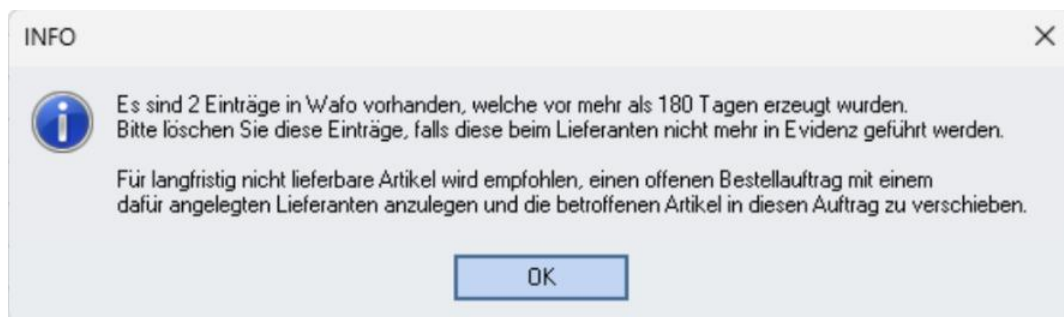 INFO
Es sind 2 Einträge in Wafo vorhanden, welche vor mehr als 180 Tagen erzeugt wurden.
Bitte löschen Sie diese Einträge, falls diese beim Lieferanten nicht mehr in Evidenz geführt werden.
Für langfristig nicht lieferbare Artikel wird empfohlen, einen offenen Bestellauftrag mit einem
dafür angelegten Lieferanten anzulegen und die betroffenen Artikel in diesen Auftrag zu verschieben.
OK